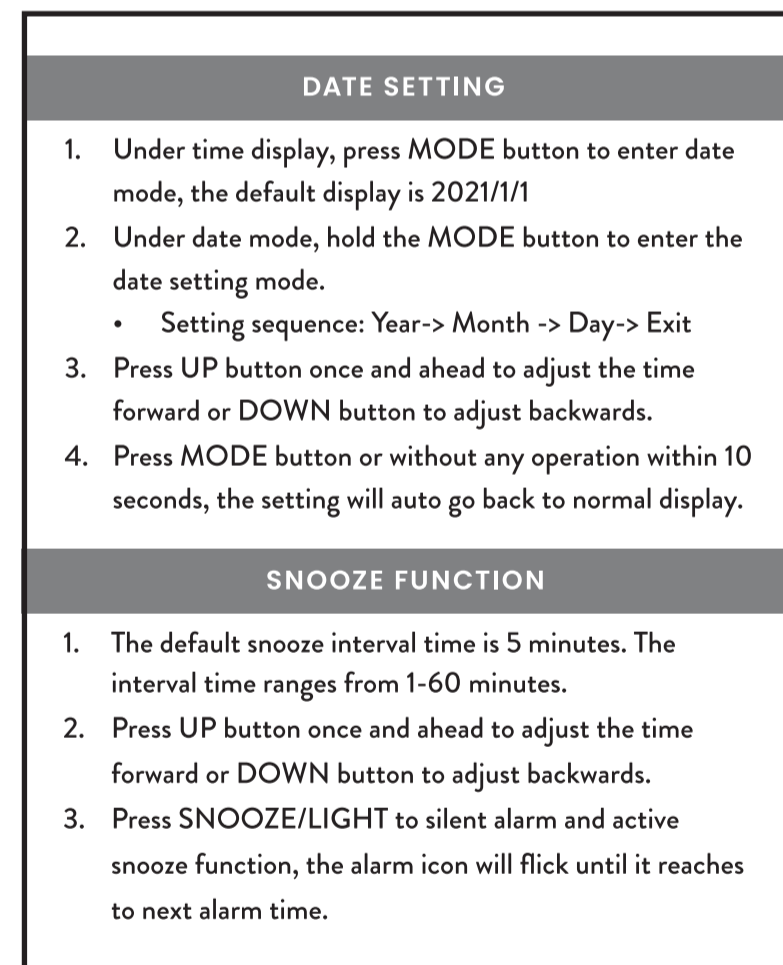 DATE SETTING
1. Under time display, press MODE button to enter date
mode, the default display is 2021/1/1
2. Under date mode, hold the MODE button to enter the
date setting mode.
• Setting sequence: Year-> Month -> Day-> Exit
3. Press UP button once and ahead to adjust the time
forward or DOWN button to adjust backwards.
4. Press MODE button or without any operation within 10
seconds, the setting will auto go back to normal display.
SNOOZE FUNCTION
1. The default snooze interval time is 5 minutes. The
interval time ranges from 1-60 minutes.
2. Press UP button once and ahead to adjust the time
forward or DOWN button to adjust backwards.
3. Press SNOOZE/LIGHT to silent alarm and active
snooze function, the alarm icon will flick until it reaches
to next alarm time.